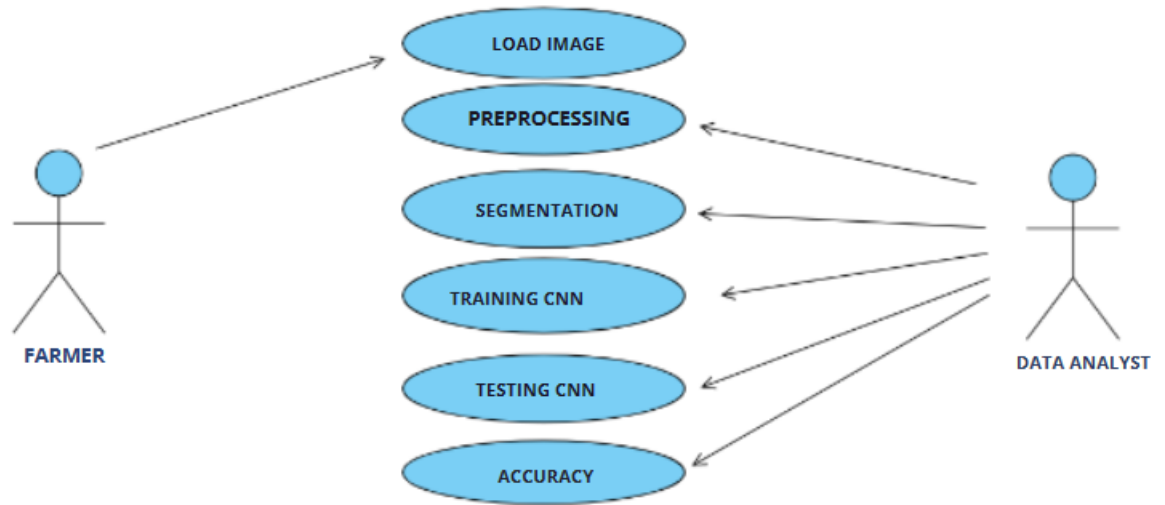 LOAD IMAGE
PREPROCESSING
SEGMENTATION
TRAINING CNN
TESTING CNN
ACCURACY
FARMER
DATA ANALYST